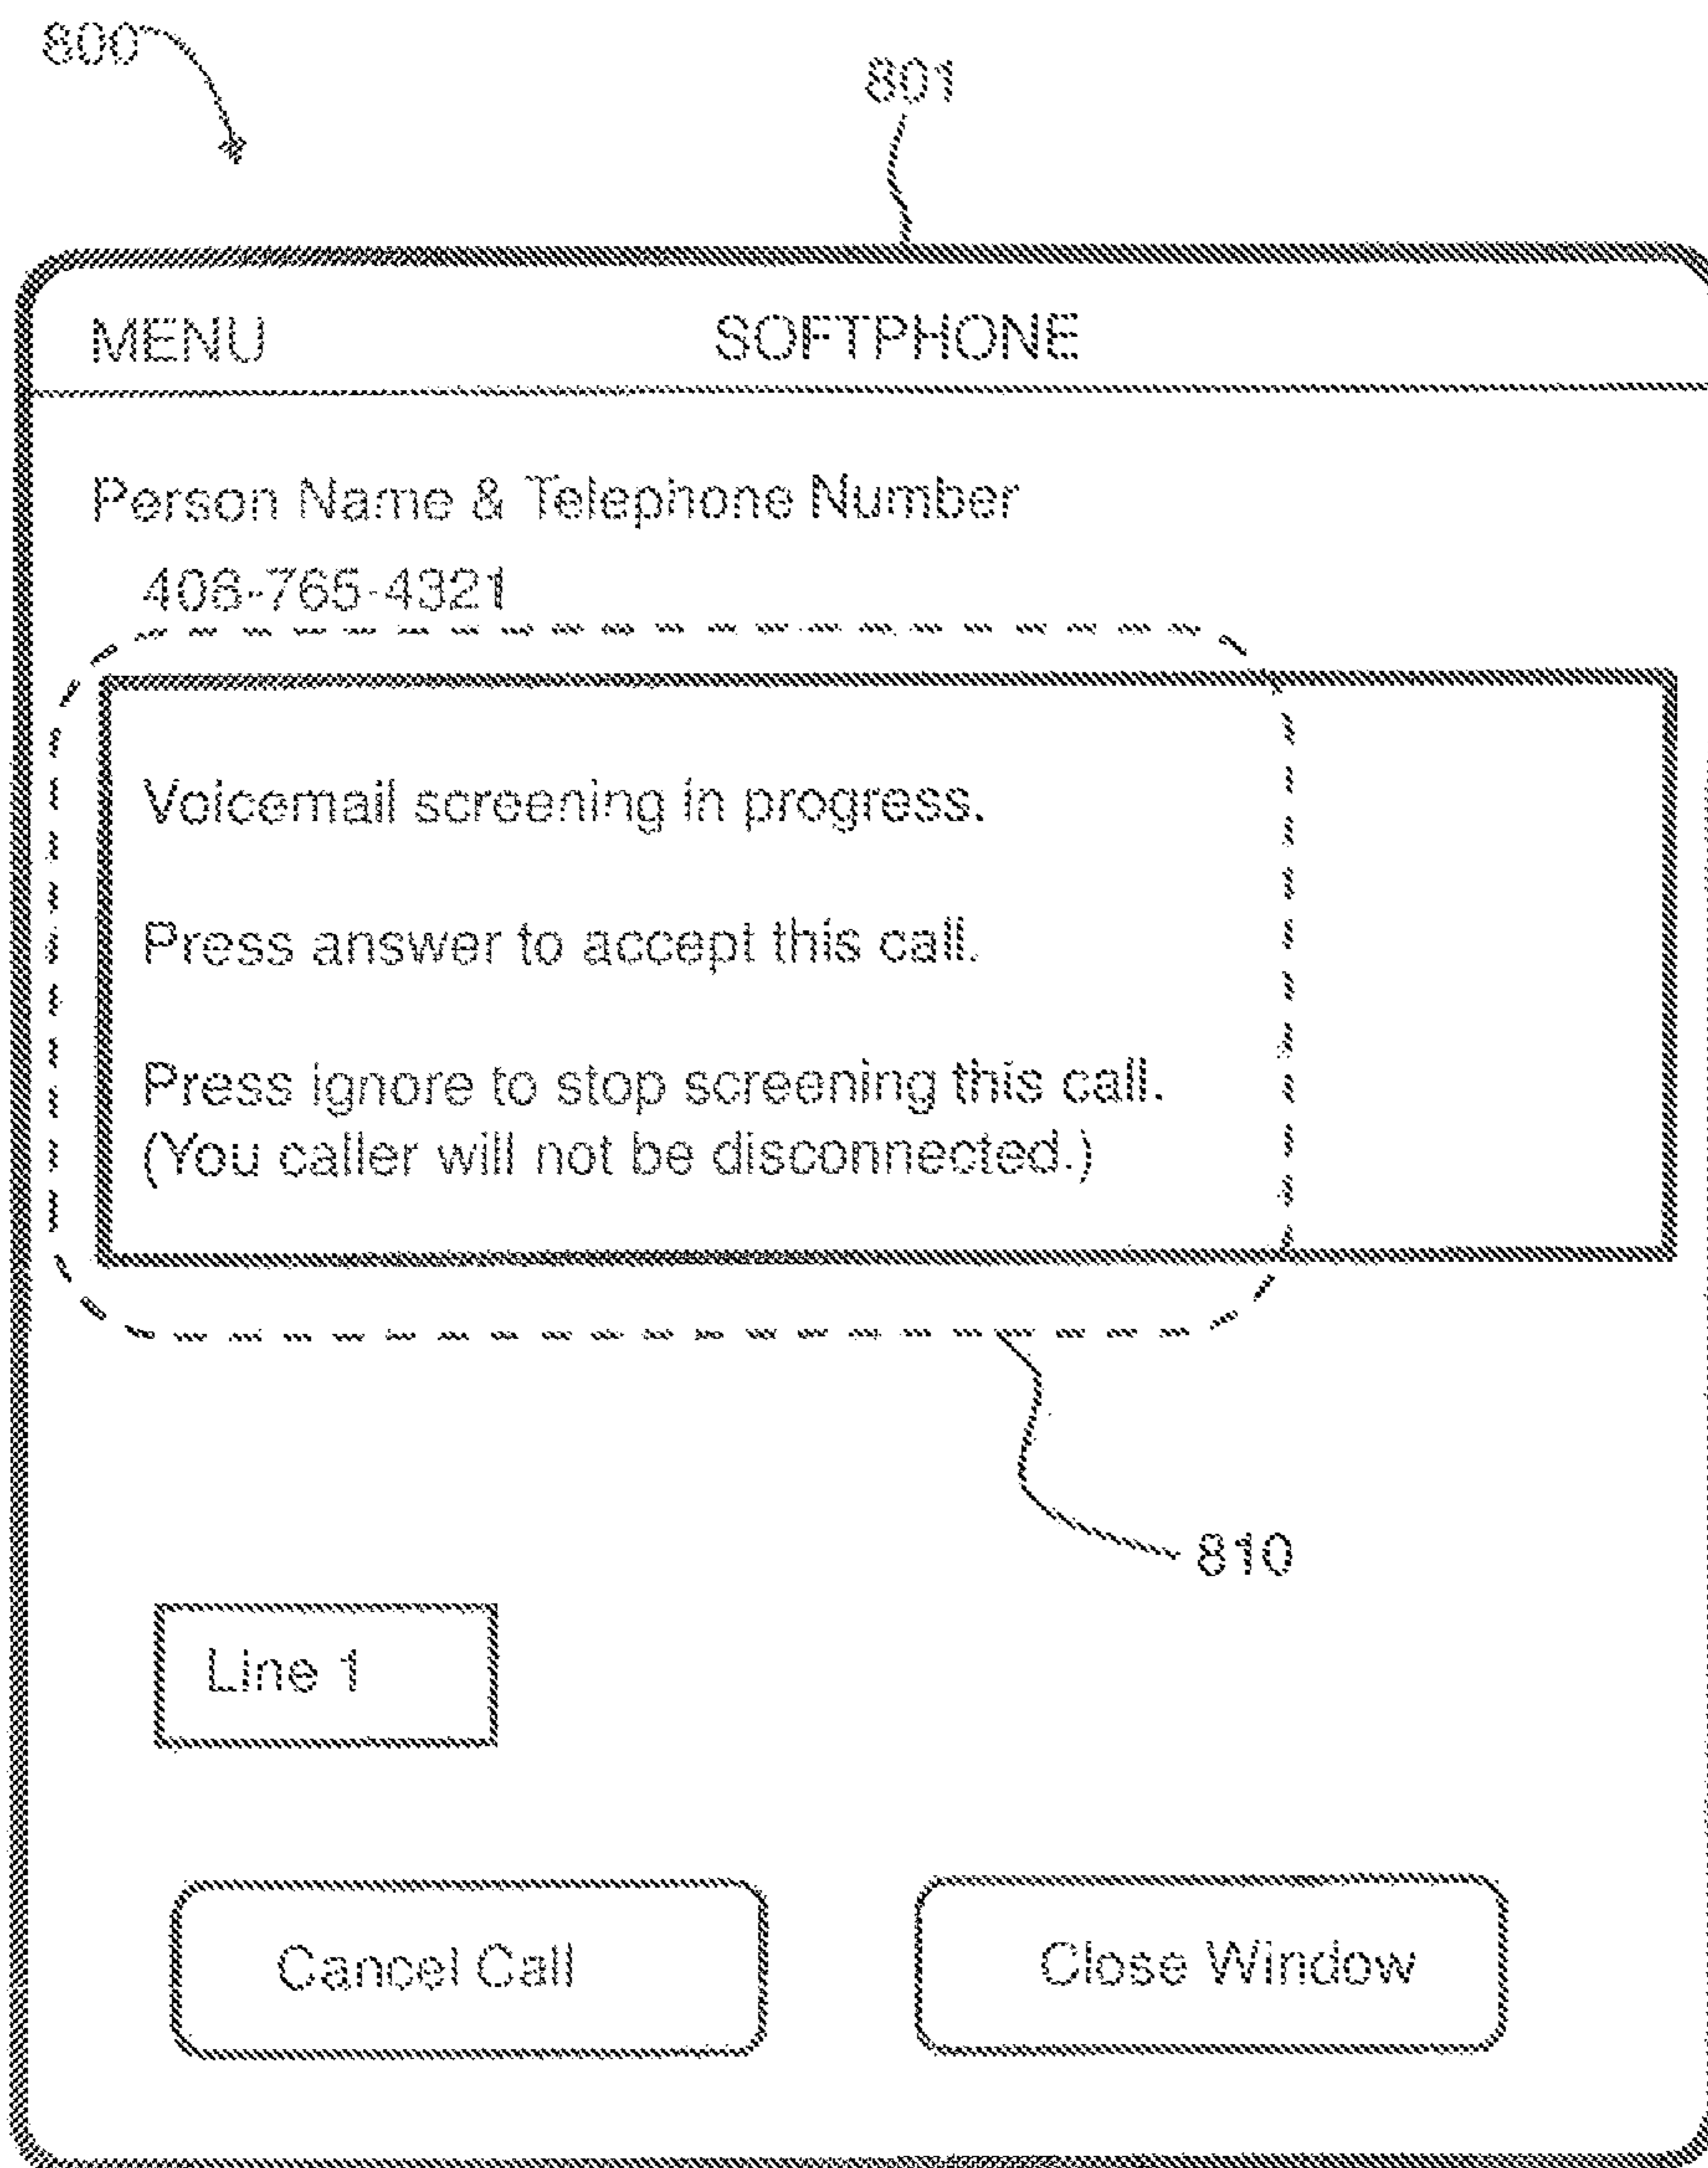 800
801
MENU SOFTPHONE
Person Name & Telephone Number
408-765-4321
Voicemail screening in progress.
Press answer to accept this call.
Press ignore to stop screening this call.
(You caller will not be disconnected.)
810
Line 1
Cancel Call Close Window